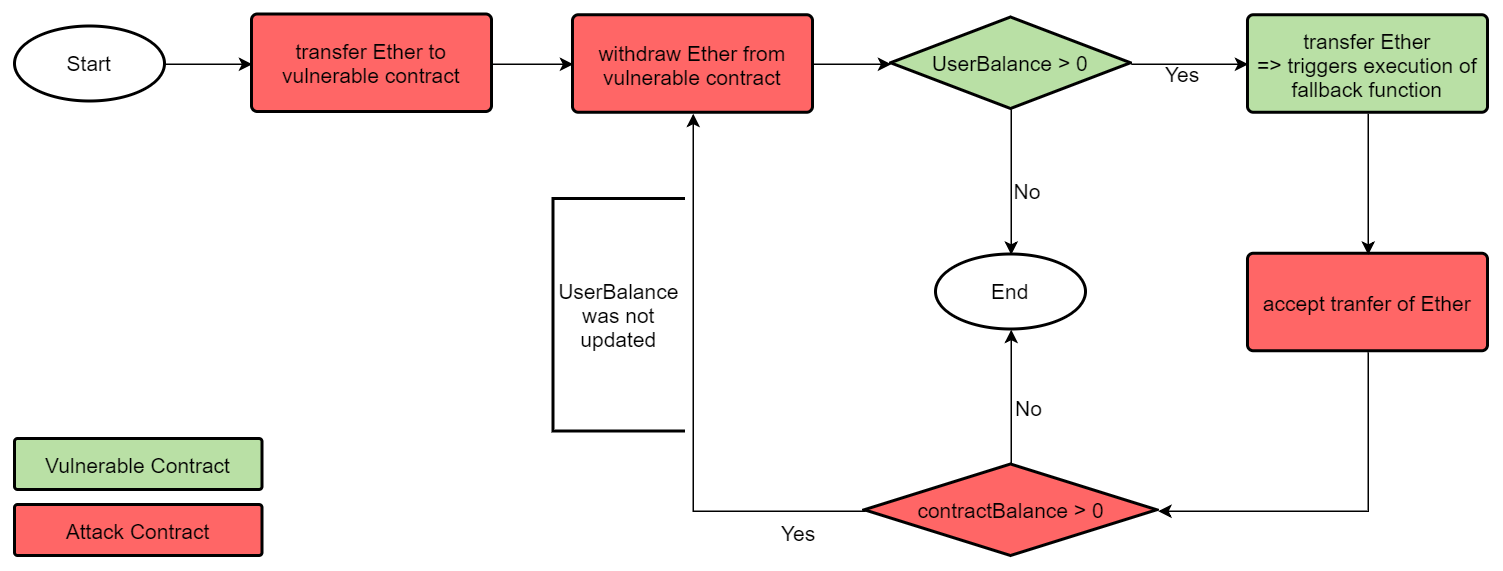 Start
transfer Ether to
vulnerable contract
withdraw Ether from
vulnerable contract
UserBalance > 0
Yes
transfer Ether
=> triggers execution of
fallback function
No
UserBalance
was not
updated
End
accept tranfer of Ether
No
Vulnerable Contract
contractBalance > 0
Yes
Attack Contract